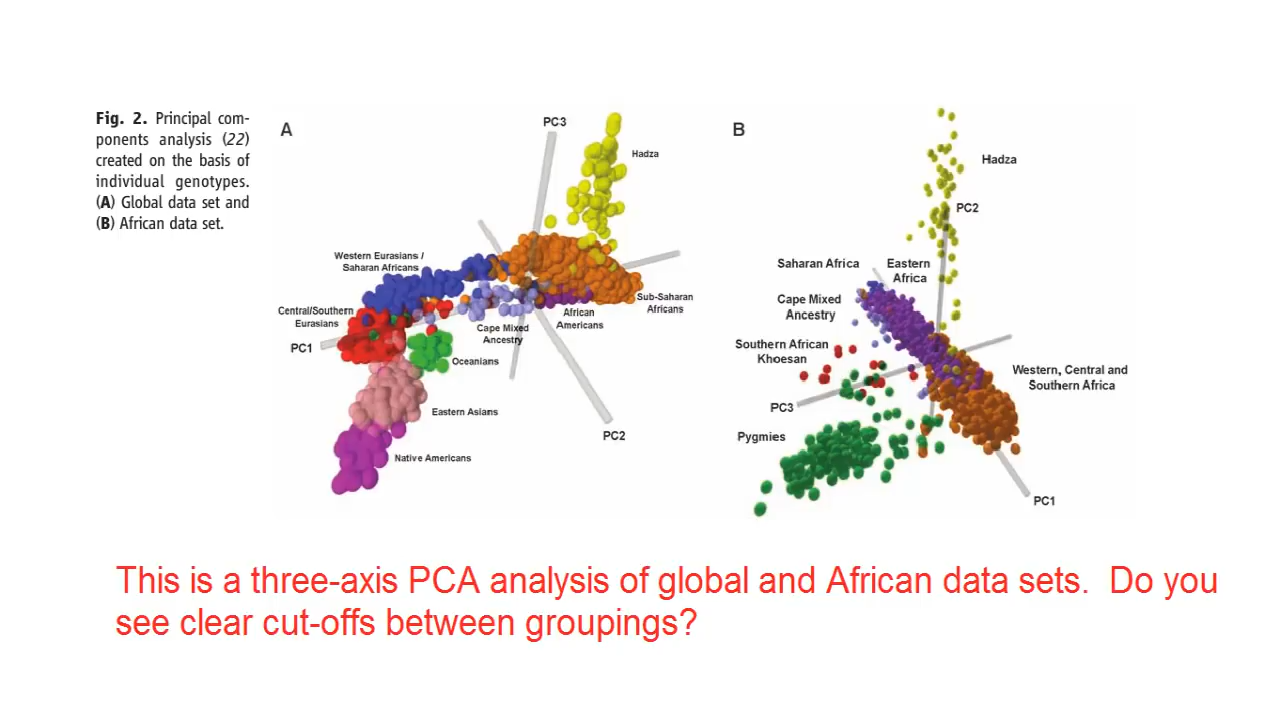 Fig. 2. Principal com-
ponents analysis (22)
created on the basis of
individual genotypes.
(A) Global data set and
(B) African data set.
A
PC3
Hadza
Western Eurasians /
Saharan Africans
Central/Southern
Eurasians
PC1
Sub-Saharan
Africans
African
Americans
Cape Mixed
Ancestry
Oceanians
Eastern Asians
PC2
Native Americans
B
Hadza
PC2
Saharan Africa
Eastern
Africa
Cape Mixed
Ancestry
Southern African
Khoesan
Western, Central and
Southern Africa
PC3
Pygmies
PC1
This is a three-axis PCA analysis of global and African data sets.  Do you
see clear cut-offs between groupings?